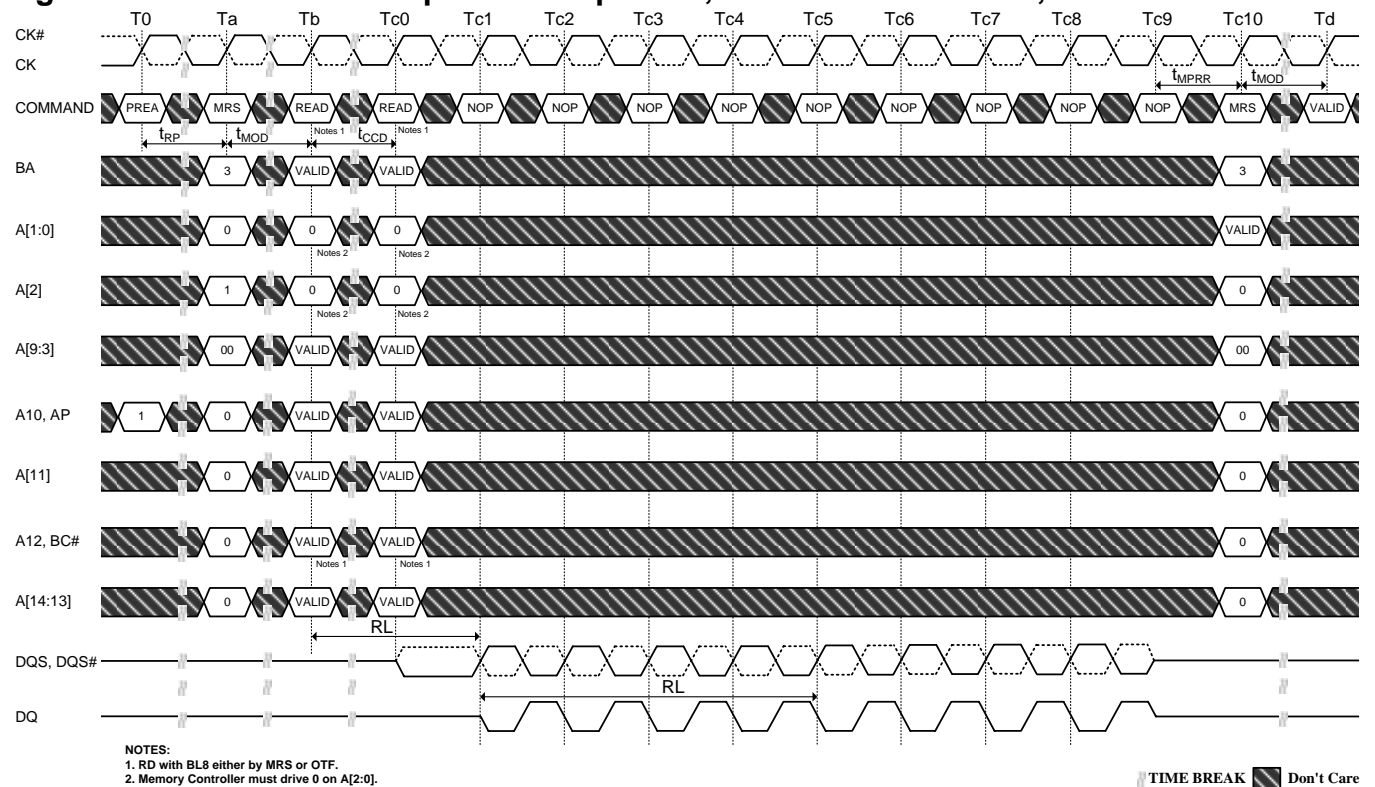 T0 Ta Tb Tc0 Tc1 Tc2 Tc3 Tc4 Tc5 Tc6 Tc7 Tc8 Tc9 Tc10 Td
CK#
CK
tMPRR tMOD
COMMAND PREA MRS READ READ NOP NOP NOP NOP NOP NOP NOP NOP NOP MRS VALID
Notes 1 Notes 1
tRP tMOD tCCD
BA 3 VALID VALID 3
A[1:0] 0 0 0 VALID
Notes 2 Notes 2
A[2] 1 0 0 0
Notes 2 Notes 2
A[9:3] 00 VALID VALID 00
A10, AP 1 0 VALID VALID 0
A[11] 0 VALID VALID 0
A12, BC# 0 VALID VALID 0
Notes 1 Notes 1
A[14:13] 0 VALID VALID 0
RL
DQS, DQS#
RL
DQ
NOTES:
1. RD with BL8 either by MRS or OTF.
2. Memory Controller must drive 0 on A[2:0].
TIME BREAK Don't Care